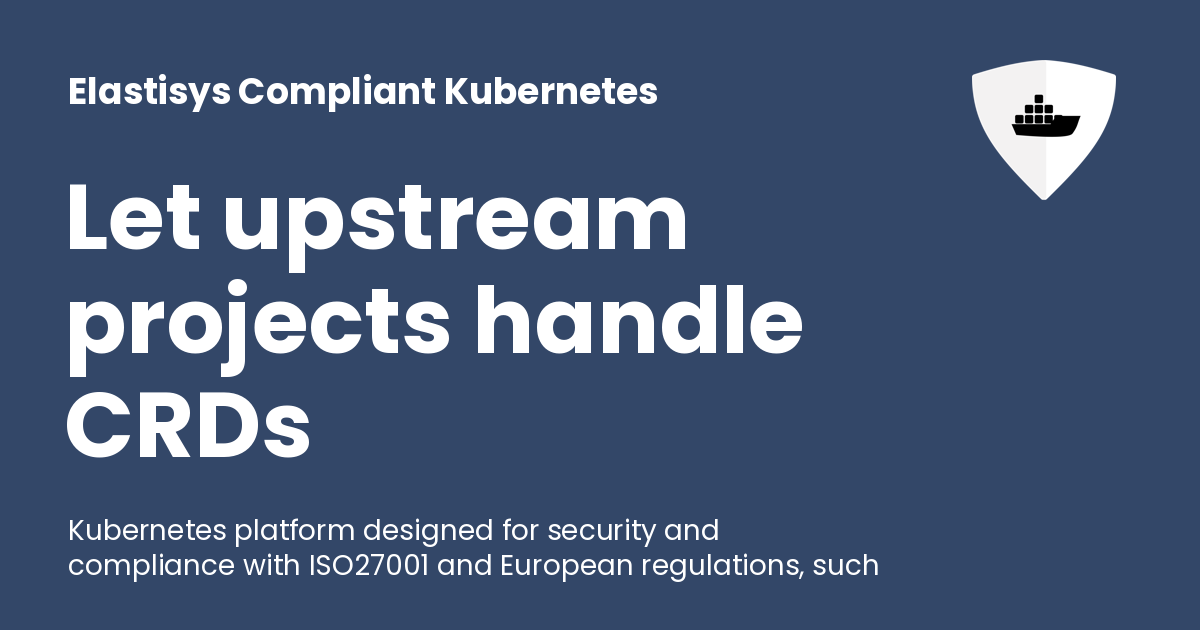 Elastisys Compliant Kubernetes
Let upstream
projects handle
CRDs
Kubernetes platform designed for security and
compliance with ISO27001 and European regulations, such